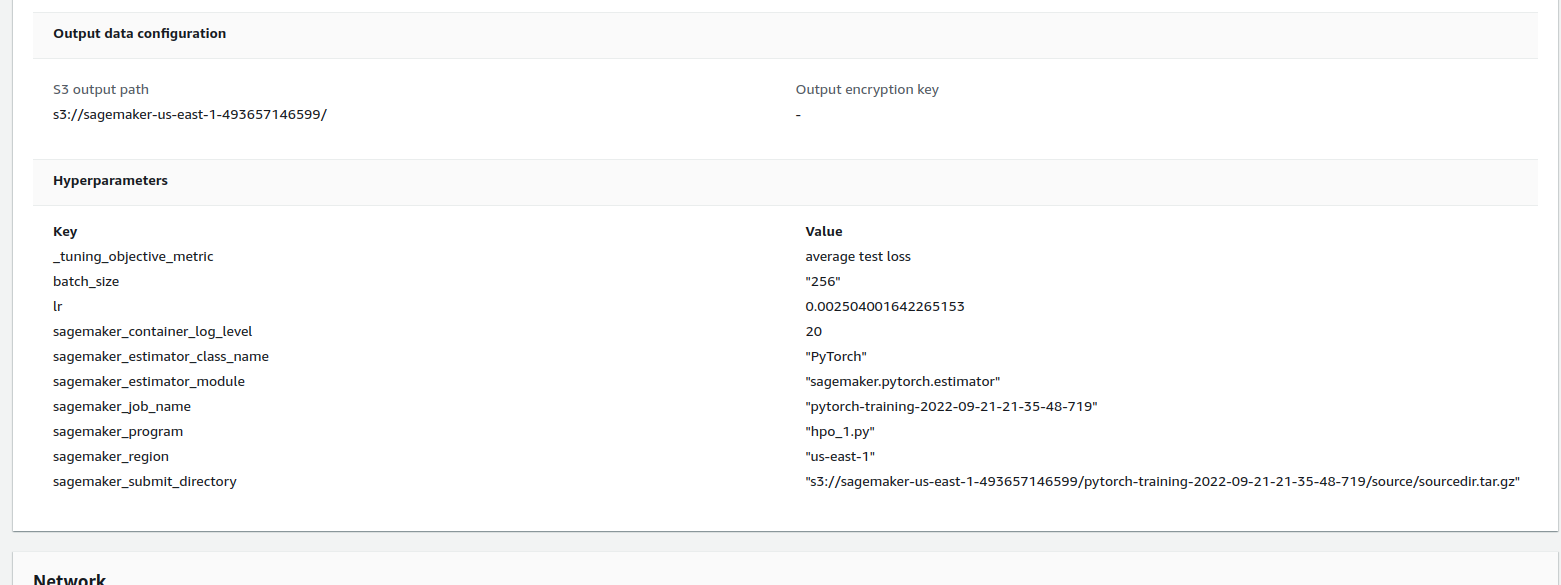 Output data configuration
S3 output path Output encryption key
s3://sagemaker-us-east-1-493657146599/ -
Hyperparameters
Key Value
_tuning_objective_metric average test loss
batch_size "256"
lr 0.002504001642265153
sagemaker_container_log_level 20
sagemaker_estimator_class_name "PyTorch"
sagemaker_estimator_module "sagemaker.pytorch.estimator"
sagemaker_job_name "pytorch-training-2022-09-21-21-35-48-719"
sagemaker_program "hpo_1.py"
sagemaker_region "us-east-1"
sagemaker_submit_directory "s3://sagemaker-us-east-1-493657146599/pytorch-training-2022-09-21-21-35-48-719/source/sourcedir.tar.gz"
Network